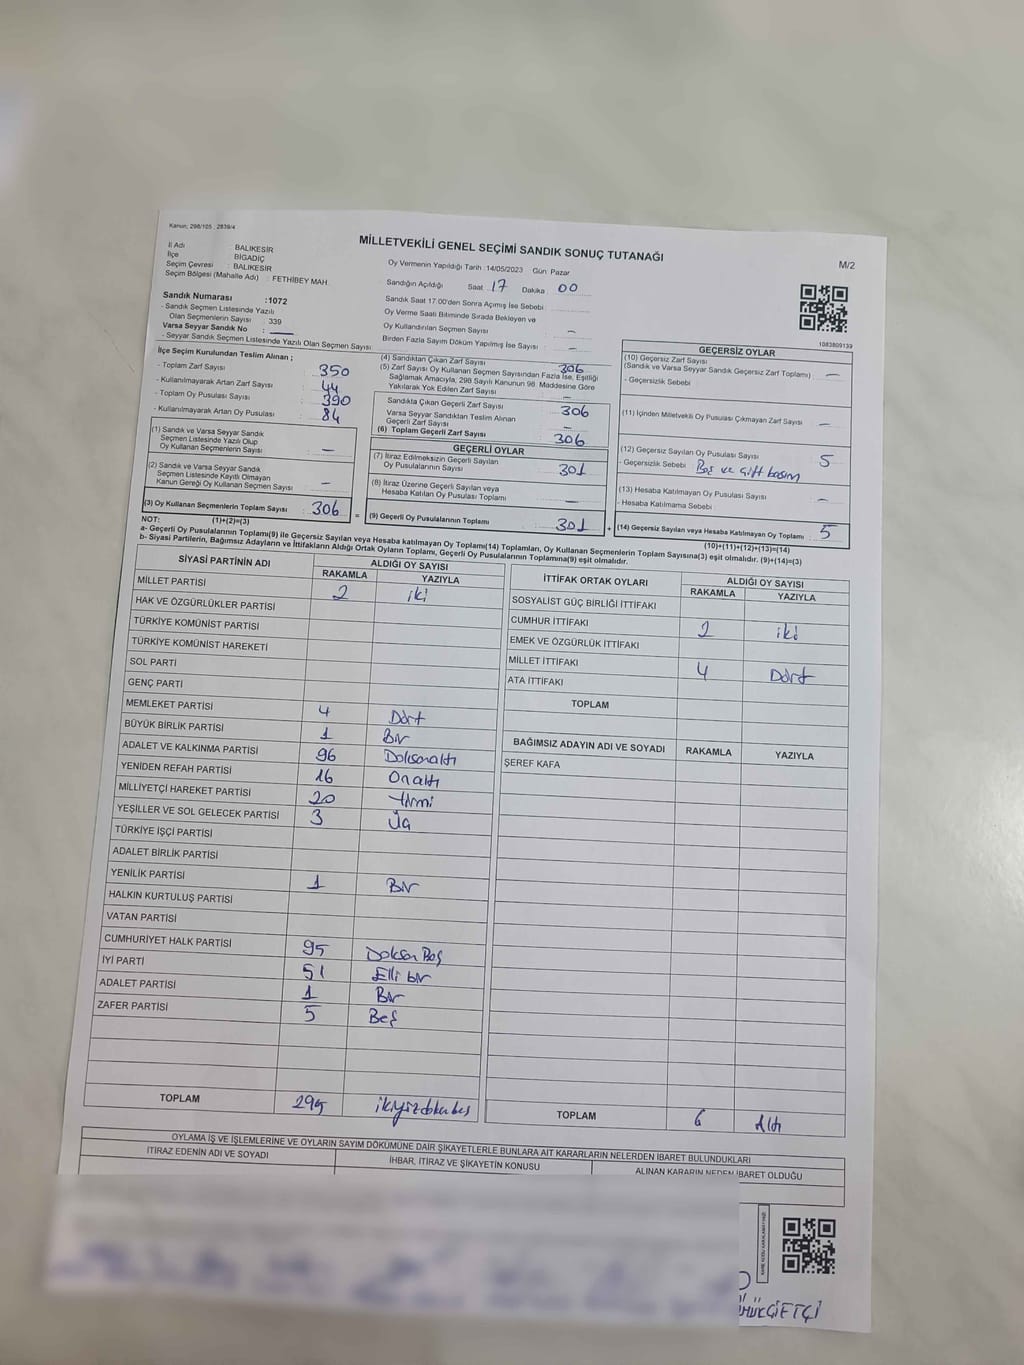 Kanun: 298/105 , 2839/4
MİLLETVEKİLİ GENEL SEÇİMİ SANDIK SONUÇ TUTANAĞI
M/2
İl Adı : BALIKESİR
İlçe : BİGADİÇ
Seçim Çevresi : BALIKESİR
Seçim Bölgesi (Mahalle Adı) : FETHİBEY MAH.
Oy Vermenin Yapıldığı Tarih :14/05/2023 Gün: Pazar
Sandığın Açıldığı Saat : 17 Dakika : 00
Sandık Saat 17:00'den Sonra Açılmış İse Sebebi :
Oy Verme Saati Bitiminde Sırada Bekleyen ve
Oy Kullandırılan Seçmen Sayısı : –
Birden Fazla Sayım Döküm Yapılmış İse Sayısı : –
Sandık Numarası :1072
- Sandık Seçmen Listesinde Yazılı
Olan Seçmenlerin Sayısı : 339
Varsa Seyyar Sandık No : —
- Seyyar Sandık Seçmen Listesinde Yazılı Olan Seçmen Sayısı:
1083809139
İlçe Seçim Kurulundan Teslim Alınan ;
- Toplam Zarf Sayısı : 350
- Kullanılmayarak Artan Zarf Sayısı : 44
- Toplam Oy Pusulası Sayısı : 390
- Kullanılmayarak Artan Oy Pusulası : 84
(1) Sandık ve Varsa Seyyar Sandık
Seçmen Listesinde Yazılı Olup
Oy Kullanan Seçmenlerin Sayısı : –
(2) Sandık ve Varsa Seyyar Sandık
Seçmen Listesinde Kayıtlı Olmayan
Kanun Gereği Oy Kullanan Seçmen Sayısı : –
(3) Oy Kullanan Seçmenlerin Toplam Sayısı : 306
(1)+(2)=(3)
(4) Sandıktan Çıkan Zarf Sayısı : 306
(5) Zarf Sayısı Oy Kullanan Seçmen Sayısından Fazla İse, Eşitliği
Sağlamak Amacıyla, 298 Sayılı Kanunun 98. Maddesine Göre
Yakılarak Yok Edilen Zarf Sayısı : –
Sandıkta Çıkan Geçerli Zarf Sayısı : 306
Varsa Seyyar Sandıktan Teslim Alınan
Geçerli Zarf Sayısı : –
(6) Toplam Geçerli Zarf Sayısı : 306
GEÇERLİ OYLAR
(7) İtiraz Edilmeksizin Geçerli Sayılan
Oy Pusulalarının Sayısı : 301
(8) İtiraz Üzerine Geçerli Sayılan veya
Hesaba Katılan Oy Pusulası Toplamı : –
= (9) Geçerli Oy Pusulalarının Toplamı : 301 +
GEÇERSİZ OYLAR
(10) Geçersiz Zarf Sayısı
(Sandık ve Varsa Seyyar Sandık Geçersiz Zarf Toplamı) : –
- Geçersizlik Sebebi :
(11) İçinden Milletvekili Oy Pusulası Çıkmayan Zarf Sayısı : –
(12) Geçersiz Sayılan Oy Pusulası Sayısı : 5
- Geçersizlik Sebebi : Boş ve çift basım
(13) Hesaba Katılmayan Oy Pusulası Sayısı : –
- Hesaba Katılmama Sebebi :
(14) Geçersiz Sayılan veya Hesaba Katılmayan Oy Toplamı : 5
(10)+(11)+(12)+(13)=(14)
NOT:
a- Geçerli Oy Pusulalarının Toplamı(9) ile Geçersiz Sayılan veya Hesaba katılmayan Oy Toplamı(14) Toplamları, Oy Kullanan Seçmenlerin Toplam Sayısına(3) eşit olmalıdır. (9)+(14)=(3)
b- Siyasi Partilerin, Bağımsız Adayların ve İttifakların Aldığı Ortak Oyların Toplamı, Geçerli Oy Pusulalarının Toplamına(9) eşit olmalıdır.
SİYASİ PARTİNİN ADI ALDIĞI OY SAYISI
RAKAMLA YAZIYLA
MİLLET PARTİSİ 2 iki
HAK VE ÖZGÜRLÜKLER PARTİSİ
TÜRKİYE KOMÜNİST PARTİSİ
TÜRKİYE KOMÜNİST HAREKETİ
SOL PARTİ
GENÇ PARTİ
MEMLEKET PARTİSİ 4 Dört
BÜYÜK BİRLİK PARTİSİ 1 Bir
ADALET VE KALKINMA PARTİSİ 96 Doksanaltı
YENİDEN REFAH PARTİSİ 16 Onaltı
MİLLİYETÇİ HAREKET PARTİSİ 20 Yirmi
YEŞİLLER VE SOL GELECEK PARTİSİ 3 Üç
TÜRKİYE İŞÇİ PARTİSİ
ADALET BİRLİK PARTİSİ
YENİLİK PARTİSİ 1 Bir
HALKIN KURTULUŞ PARTİSİ
VATAN PARTİSİ
CUMHURİYET HALK PARTİSİ 95 Doksan Beş
İYİ PARTİ 51 Elli bir
ADALET PARTİSİ 1 Bir
ZAFER PARTİSİ 5 Beş
TOPLAM 295 ikiyüzdoksanbeş
İTTİFAK ORTAK OYLARI ALDIĞI OY SAYISI
RAKAMLA YAZIYLA
SOSYALİST GÜÇ BİRLİĞİ İTTİFAKI
CUMHUR İTTİFAKI 2 iki
EMEK VE ÖZGÜRLÜK İTTİFAKI
MİLLET İTTİFAKI 4 Dört
ATA İTTİFAKI
TOPLAM
BAĞIMSIZ ADAYIN ADI VE SOYADI RAKAMLA YAZIYLA
ŞEREF KAFA
TOPLAM 6 Altı
OYLAMA İŞ VE İŞLEMLERİNE VE OYLARIN SAYIM DÖKÜMÜNE DAİR ŞİKAYETLERLE BUNLARA AİT KARARLARIN NELERDEN İBARET BULUNDUKLARI
İTİRAZ EDENİN ADI VE SOYADI İHBAR, İTİRAZ VE ŞİKAYETİN KONUSU ALINAN KARARIN NEDEN İBARET OLDUĞU